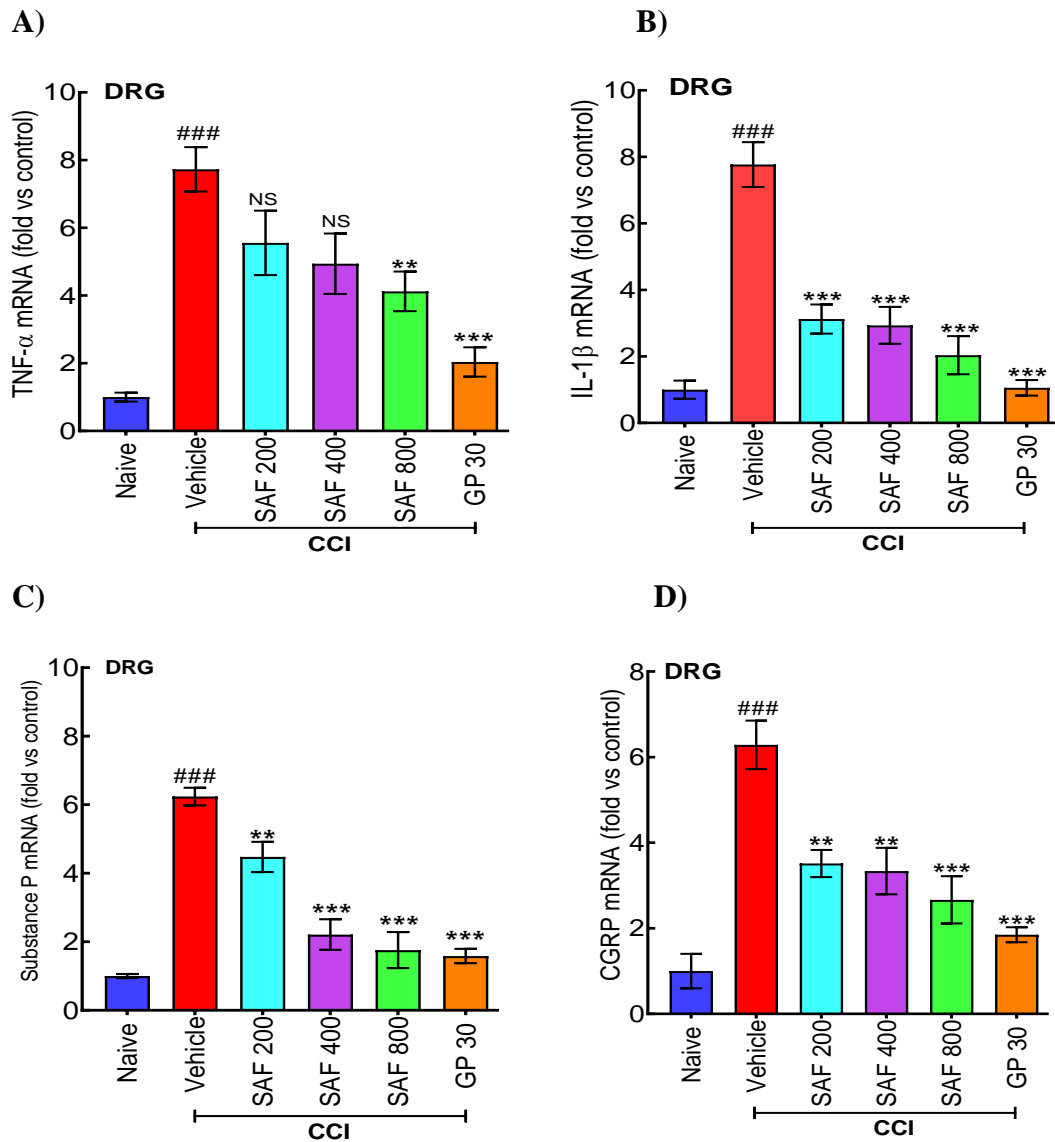 A)
DRG
TNF-α mRNA (fold vs control)
10
8
6
4
2
0
###
NS
NS
**
***
Naive
Vehicle
SAF 200
SAF 400
SAF 800
GP 30
CCI
B)
DRG
IL-1β mRNA (fold vs control)
10
8
6
4
2
0
###
***
***
***
***
Naive
Vehicle
SAF 200
SAF 400
SAF 800
GP 30
CCI
C)
DRG
Substance P mRNA (fold vs control)
10
8
6
4
2
0
###
**
***
***
***
Naive
Vehicle
SAF 200
SAF 400
SAF 800
GP 30
CCI
D)
DRG
CGRP mRNA (fold vs control)
8
6
4
2
0
###
**
**
***
***
Naive
Vehicle
SAF 200
SAF 400
SAF 800
GP 30
CCI